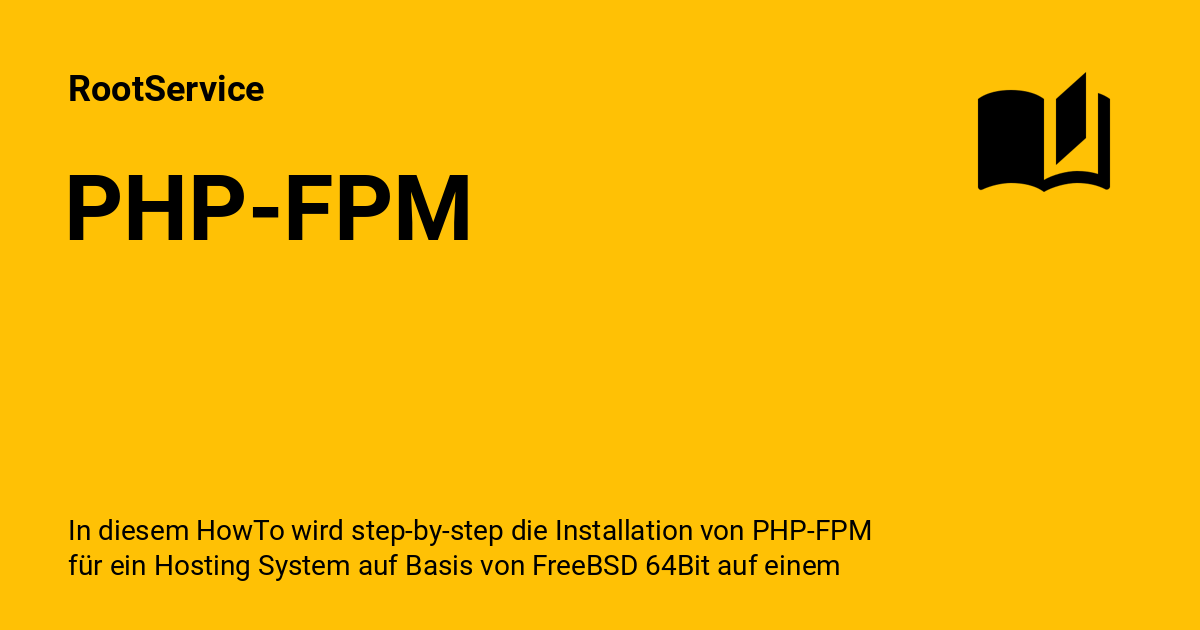 RootService
PHP-FPM
In diesem HowTo wird step-by-step die Installation von PHP-FPM
für ein Hosting System auf Basis von FreeBSD 64Bit auf einem